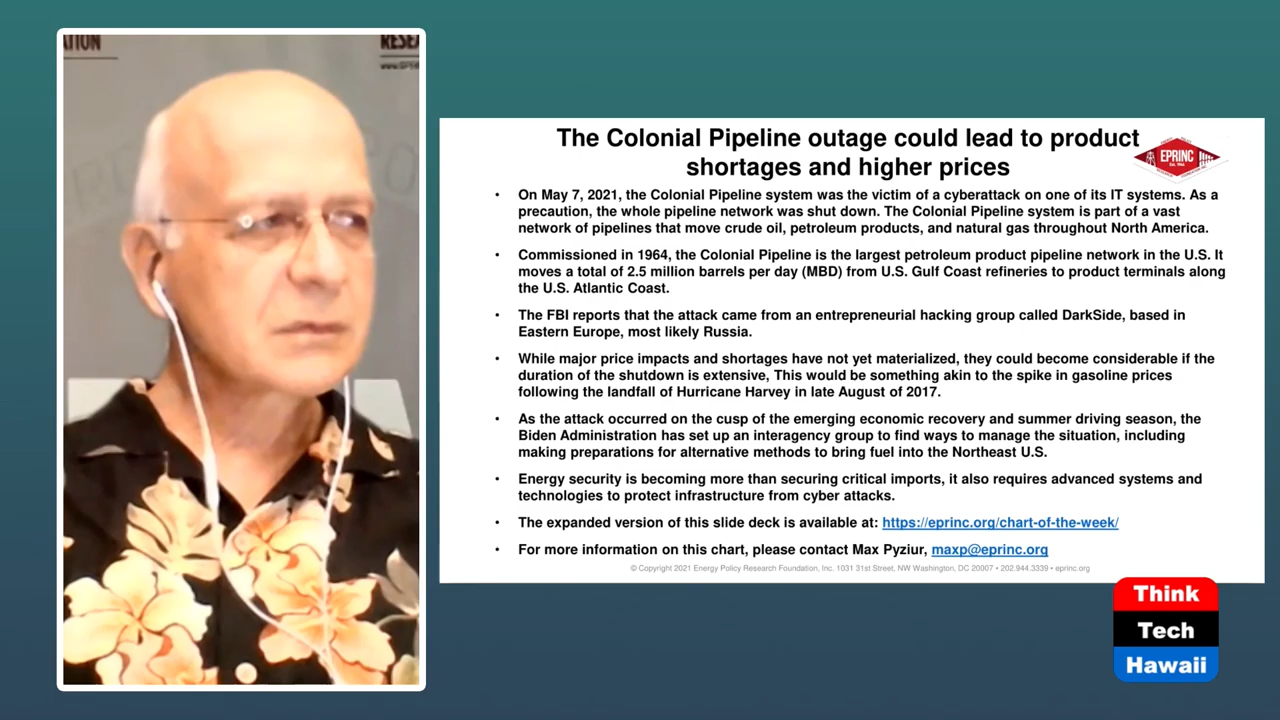 RESE
www.
The Colonial Pipeline outage could lead to product
shortages and higher prices
EPRINC
• On May 7, 2021, the Colonial Pipeline system was the victim of a cyberattack on one of its IT systems. As a
precaution, the whole pipeline network was shut down. The Colonial Pipeline system is part of a vast
network of pipelines that move crude oil, petroleum products, and natural gas throughout North America.
• Commissioned in 1964, the Colonial Pipeline is the largest petroleum product pipeline network in the U.S. It
moves a total of 2.5 million barrels per day (MBD) from U.S. Gulf Coast refineries to product terminals along
the U.S. Atlantic Coast.
• The FBI reports that the attack came from an entrepreneurial hacking group called DarkSide, based in
Eastern Europe, most likely Russia.
• While major price impacts and shortages have not yet materialized, they could become considerable if the
duration of the shutdown is extensive, This would be something akin to the spike in gasoline prices
following the landfall of Hurricane Harvey in late August of 2017.
• As the attack occurred on the cusp of the emerging economic recovery and summer driving season, the
Biden Administration has set up an interagency group to find ways to manage the situation, including
making preparations for alternative methods to bring fuel into the Northeast U.S.
• Energy security is becoming more than securing critical imports, it also requires advanced systems and
technologies to protect infrastructure from cyber attacks.
• The expanded version of this slide deck is available at: https://eprinc.org/chart-of-the-week/
• For more information on this chart, please contact Max Pyziur, maxp@eprinc.org
© Copyright 2021 Energy Policy Research Foundation, Inc. 1031 31st Street, NW Washington, DC 20007 • 202.944.3339 • eprinc.org
Think
Tech
Hawaii